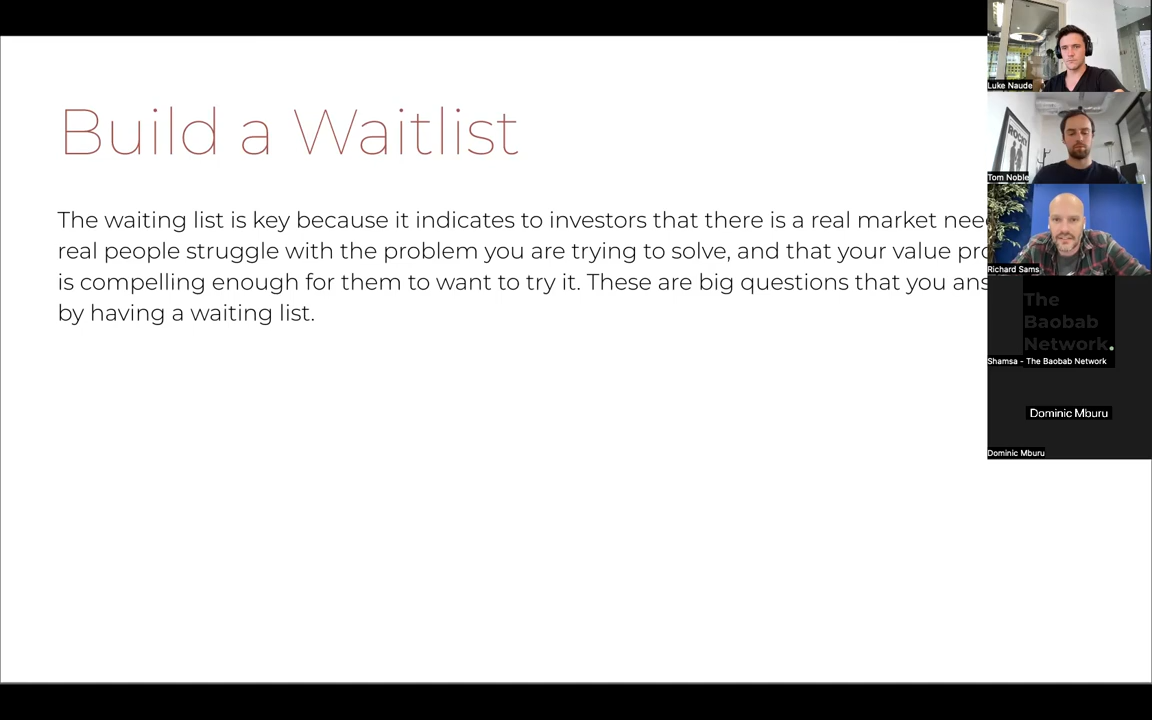 Build a Waitlist
The waiting list is key because it indicates to investors that there is a real market
real people struggle with the problem you are trying to solve, and that your value
is compelling enough for them to want to try it. These are big questions that you
by having a waiting list.
Luke Naude
ROCKY
Tom Noble
Richard Sams
The
Baobab
Network.
Shamsa - The Baobab Network
Dominic Mburu
Dominic Mburu